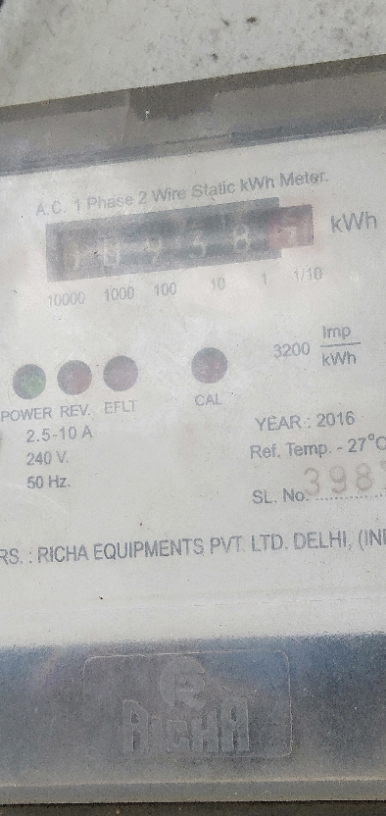 A.C. 1 Phase 2 Wire Static kWh Meter.
kWh
10000 1000 100 10 1 1/10
3200 Imp
kWh
POWER REV. EFLT CAL
2.5-10 A
240 V.
50 Hz.
YEAR : 2016
Ref. Temp. - 27°C
SL. No. 398
RS. : RICHA EQUIPMENTS PVT. LTD. DELHI, (IN
RICHA